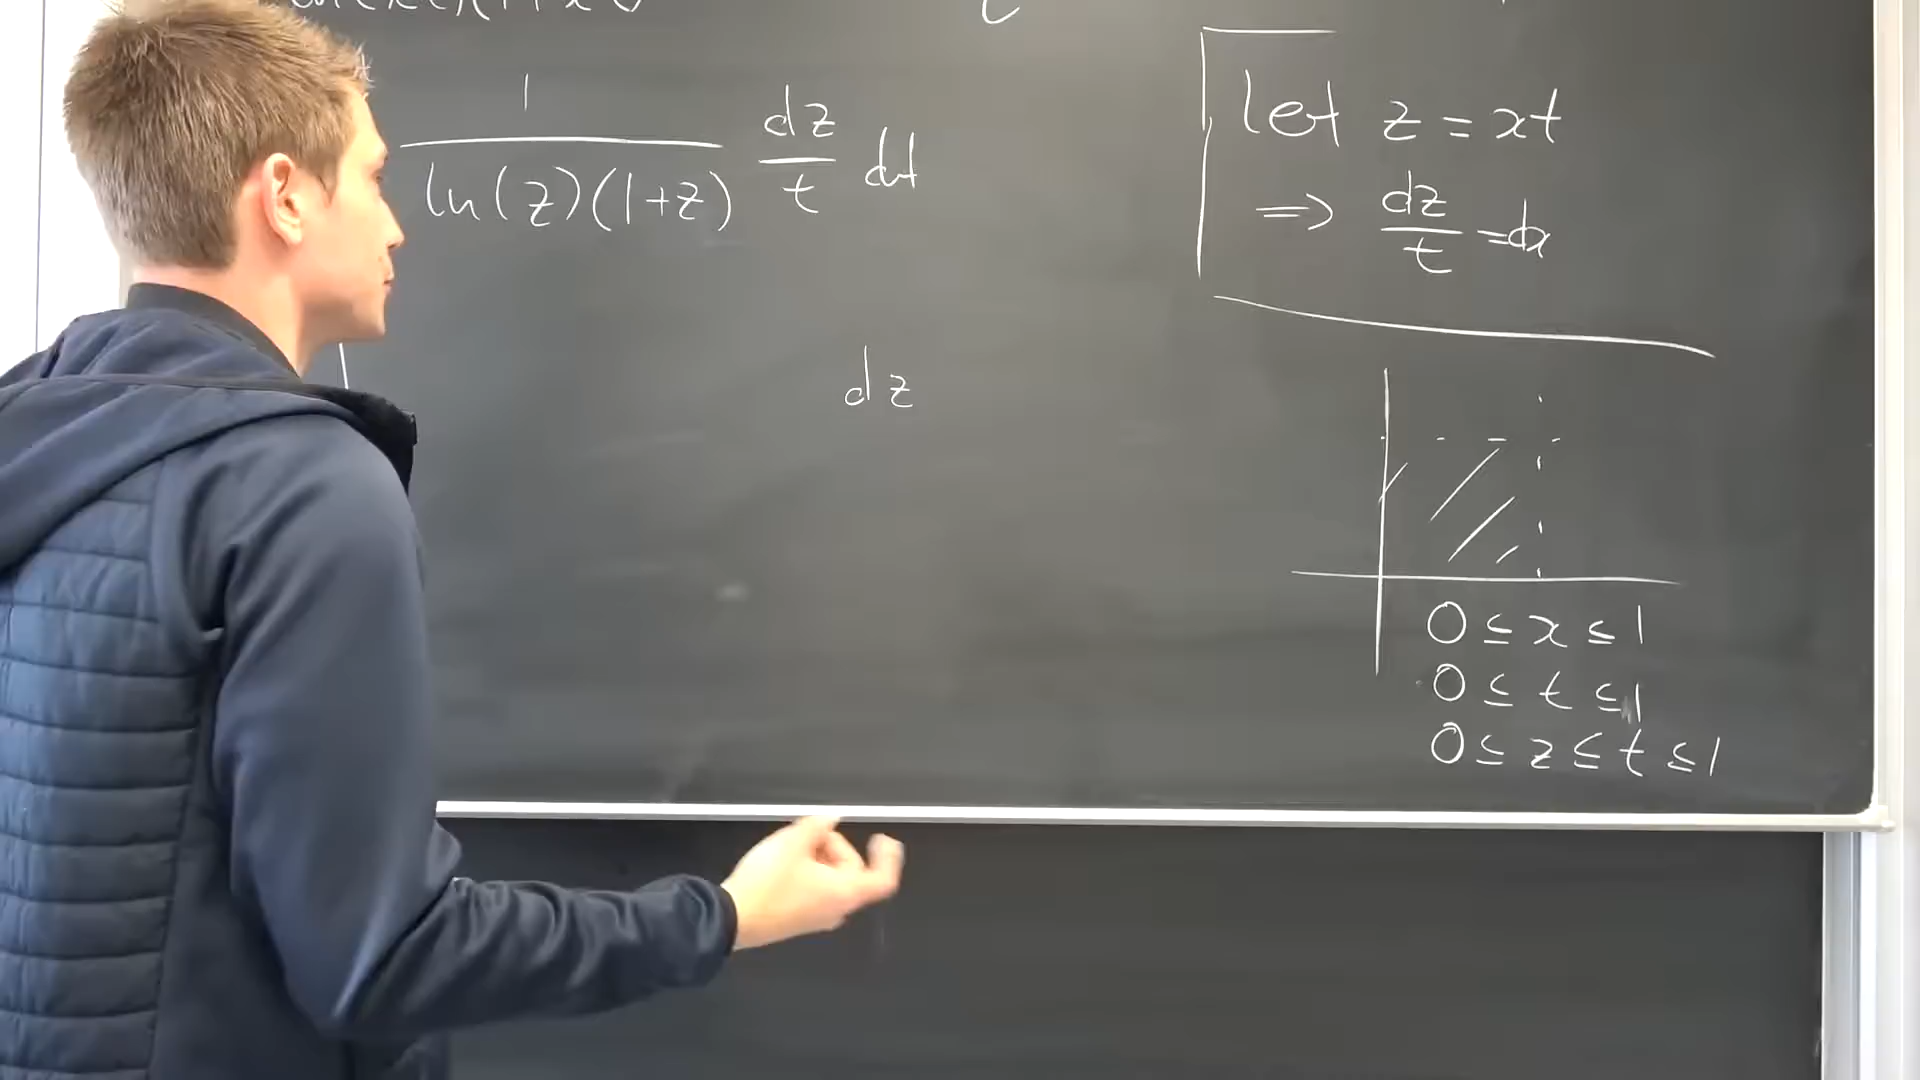 1 / ln(z)(1+z) dz/t dt
dz
let z = xt
⇒ dz/t = dx
0 ≤ x ≤ 1
0 ≤ t ≤ 1
0 ≤ z ≤ t ≤ 1